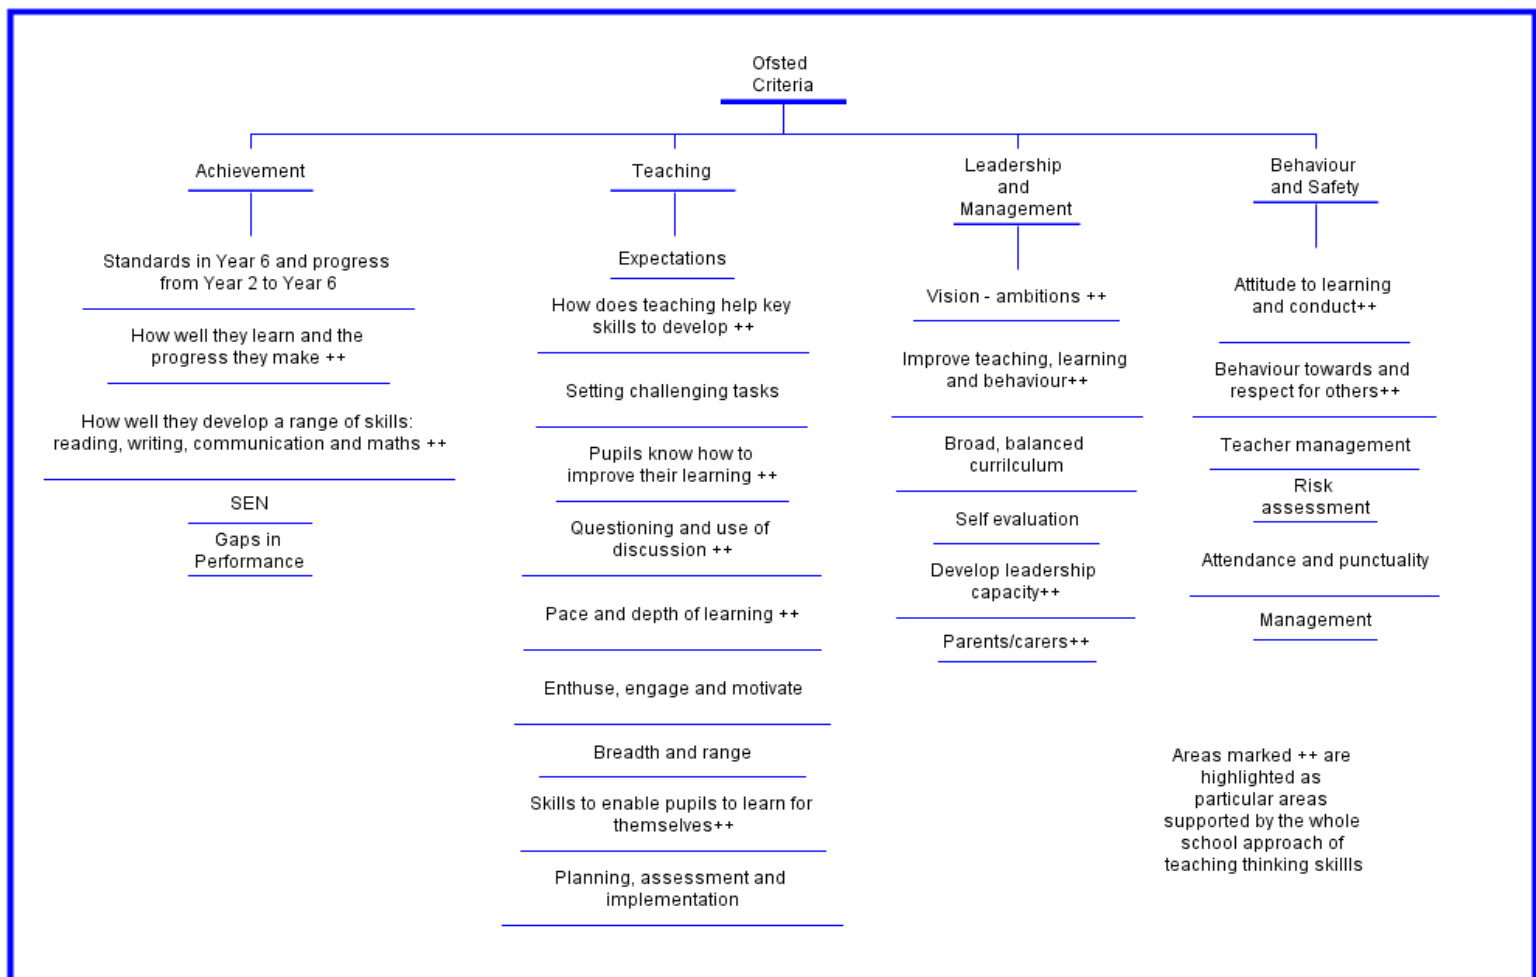 Ofsted
Criteria
Achievement
Standards in Year 6 and progress
from Year 2 to Year 6
How well they learn and the
progress they make ++
How well they develop a range of skills:
reading, writing, communication and maths ++
SEN
Gaps in
Performance
Teaching
Expectations
How does teaching help key
skills to develop ++
Setting challenging tasks
Pupils know how to
improve their learning ++
Questioning and use of
discussion ++
Pace and depth of learning ++
Enthuse, engage and motivate
Breadth and range
Skills to enable pupils to learn for
themselves++
Planning, assessment and
implementation
Leadership
and
Management
Vision - ambitions ++
Improve teaching, learning
and behaviour++
Broad, balanced
currilculum
Self evaluation
Develop leadership
capacity++
Parents/carers++
Behaviour
and Safety
Attitude to learning
and conduct++
Behaviour towards and
respect for others++
Teacher management
Risk
assessment
Attendance and punctuality
Management
Areas marked ++ are
highlighted as
particular areas
supported by the whole
school approach of
teaching thinking skillls